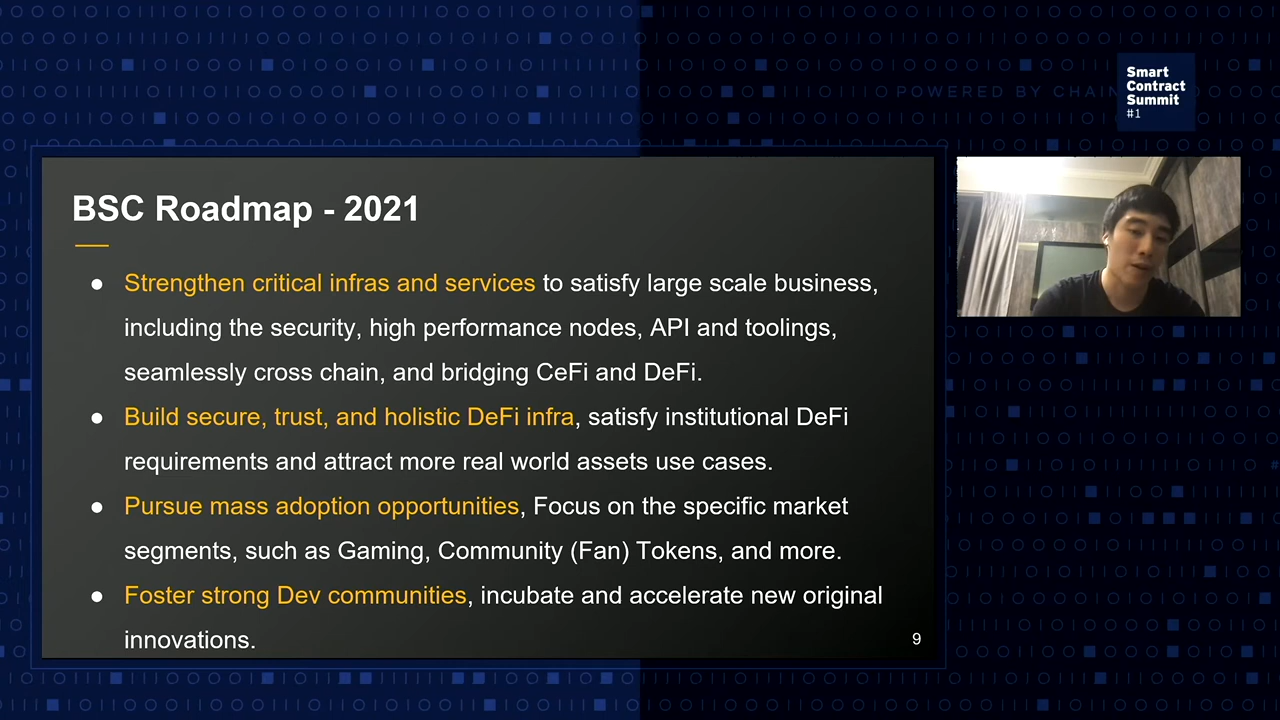 Smart
Contract
Summit
#1
POWERED BY CHAIN
BSC Roadmap - 2021
● Strengthen critical infras and services to satisfy large scale business,
including the security, high performance nodes, API and toolings,
seamlessly cross chain, and bridging CeFi and DeFi.
● Build secure, trust, and holistic DeFi infra, satisfy institutional DeFi
requirements and attract more real world assets use cases.
● Pursue mass adoption opportunities, Focus on the specific market
segments, such as Gaming, Community (Fan) Tokens, and more.
● Foster strong Dev communities, incubate and accelerate new original
innovations.
9